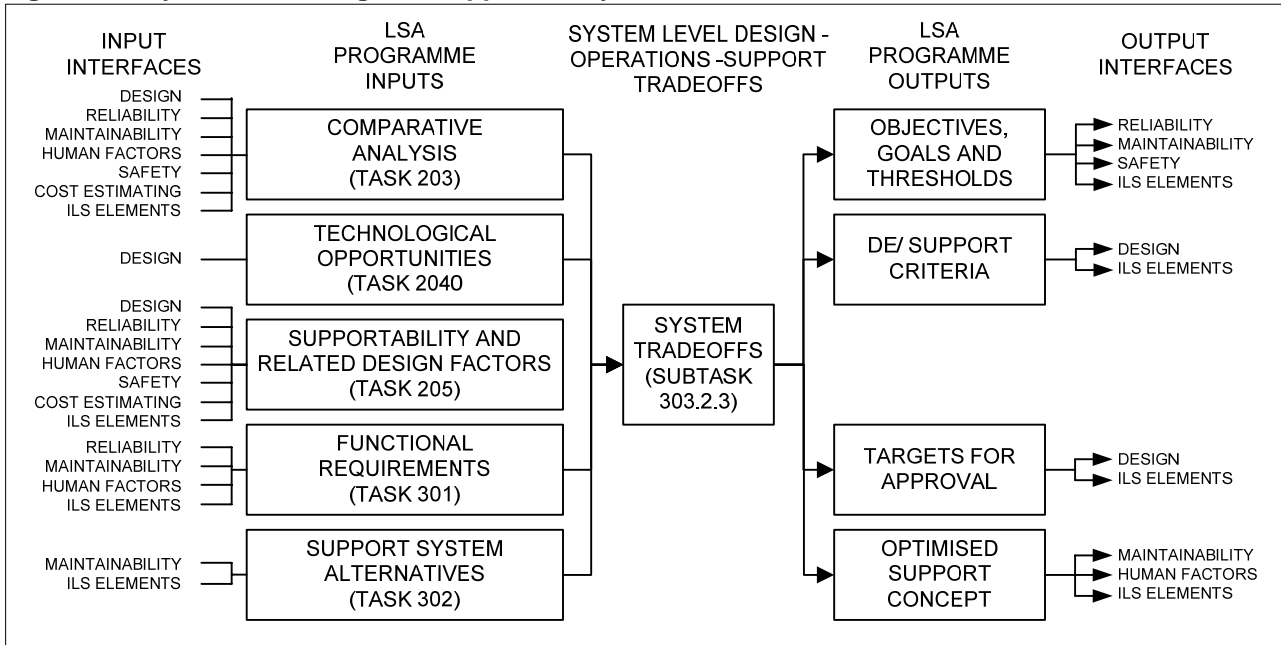 INPUT
INTERFACES
LSA
PROGRAMME
INPUTS
SYSTEM LEVEL DESIGN -
OPERATIONS -SUPPORT
TRADEOFFS
LSA
PROGRAMME
OUTPUTS
OUTPUT
INTERFACES
DESIGN
RELIABILITY
MAINTAINABILITY
HUMAN FACTORS
SAFETY
COST ESTIMATING
ILS ELEMENTS
COMPARATIVE
ANALYSIS
(TASK 203)
DESIGN
TECHNOLOGICAL
OPPORTUNITIES
(TASK 2040
DESIGN
RELIABILITY
MAINTAINABILITY
HUMAN FACTORS
SAFETY
COST ESTIMATING
ILS ELEMENTS
SUPPORTABILITY AND
RELATED DESIGN FACTORS
(TASK 205)
RELIABILITY
MAINTAINABILITY
HUMAN FACTORS
ILS ELEMENTS
FUNCTIONAL
REQUIREMENTS
(TASK 301)
MAINTAINABILITY
ILS ELEMENTS
SUPPORT SYSTEM
ALTERNATIVES
(TASK 302)
SYSTEM
TRADEOFFS
(SUBTASK
303.2.3)
OBJECTIVES,
GOALS AND
THRESHOLDS
RELIABILITY
MAINTAINABILITY
SAFETY
ILS ELEMENTS
DE/ SUPPORT
CRITERIA
DESIGN
ILS ELEMENTS
TARGETS FOR
APPROVAL
DESIGN
ILS ELEMENTS
OPTIMISED
SUPPORT
CONCEPT
MAINTAINABILITY
HUMAN FACTORS
ILS ELEMENTS